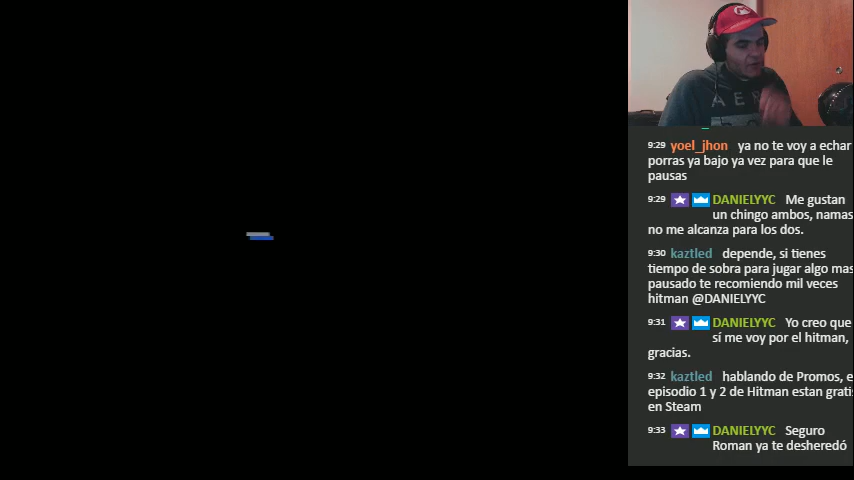 AE
9:29 yoel_jhon ya no te voy a echar
porras ya bajo ya vez para que le
pausas
9:29 DANIELYYC Me gustan
un chingo ambos, namas
no me alcanza para los dos.
9:30 kaztled depende, si tienes
tiempo de sobra para jugar algo mas
pausado te recomiendo mil veces
hitman @DANIELYYC
9:31 DANIELYYC Yo creo que
sí me voy por el hitman,
gracias.
9:32 kaztled hablando de Promos, e
episodio 1 y 2 de Hitman estan grati
en Steam
9:33 DANIELYYC Seguro
Roman ya te desheredó